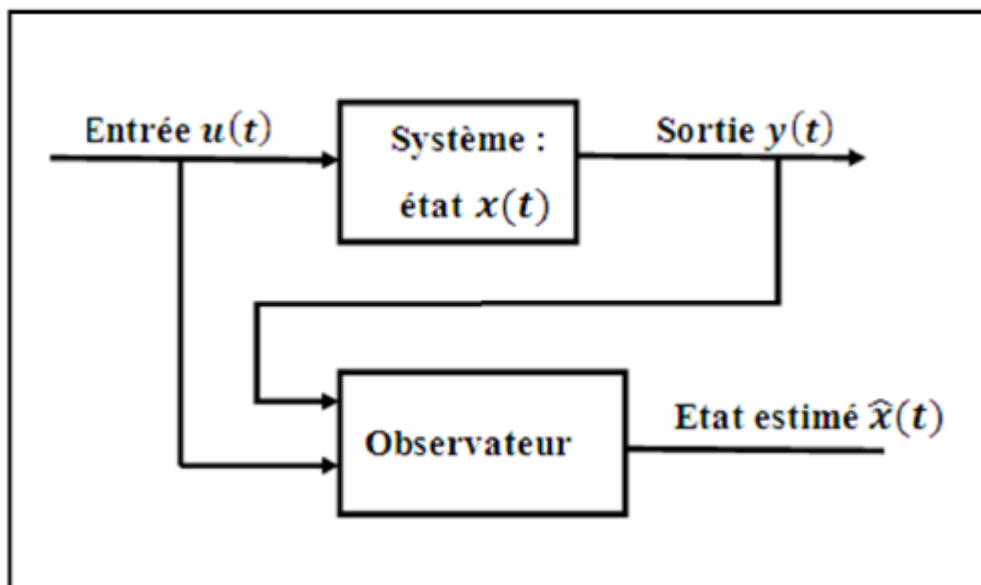 Entrée u(t)
Système :
état x(t)
Sortie y(t)
Observateur
Etat estimé x̂(t)